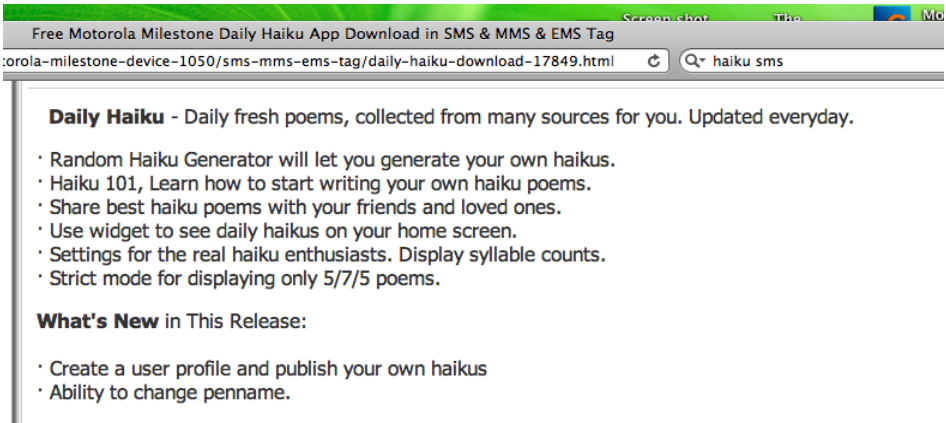 Screen shot The Mo
Free Motorola Milestone Daily Haiku App Download in SMS & MMS & EMS Tag
torola-milestone-device-1050/sms-mms-ems-tag/daily-haiku-download-17849.html haiku sms
Daily Haiku - Daily fresh poems, collected from many sources for you. Updated everyday.
· Random Haiku Generator will let you generate your own haikus.
· Haiku 101, Learn how to start writing your own haiku poems.
· Share best haiku poems with your friends and loved ones.
· Use widget to see daily haikus on your home screen.
· Settings for the real haiku enthusiasts. Display syllable counts.
· Strict mode for displaying only 5/7/5 poems.
What's New in This Release:
· Create a user profile and publish your own haikus
· Ability to change penname.